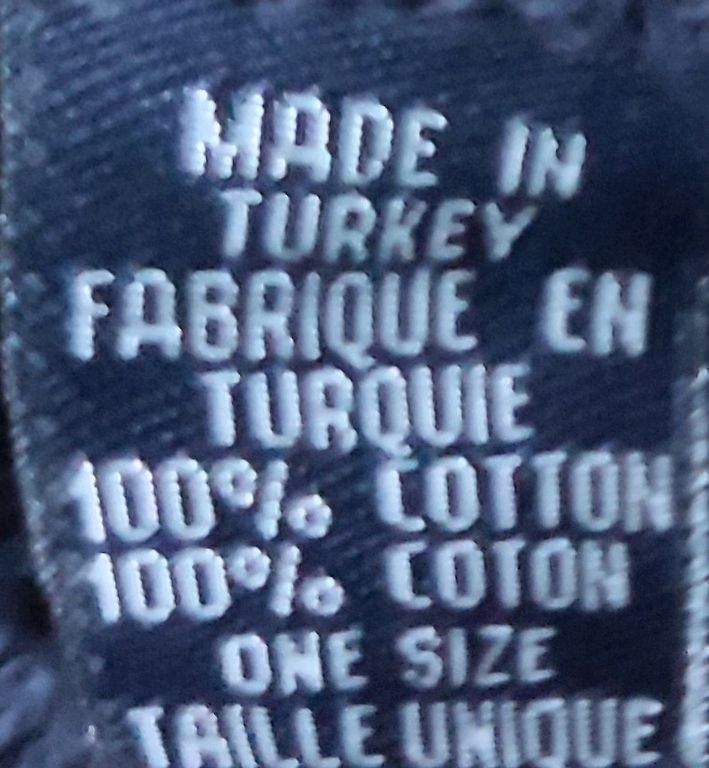 MADE IN
TURKEY
FABRIQUE EN
TURQUIE
100% COTTON
100% COTON
ONE SIZE
TAILLE UNIQUE